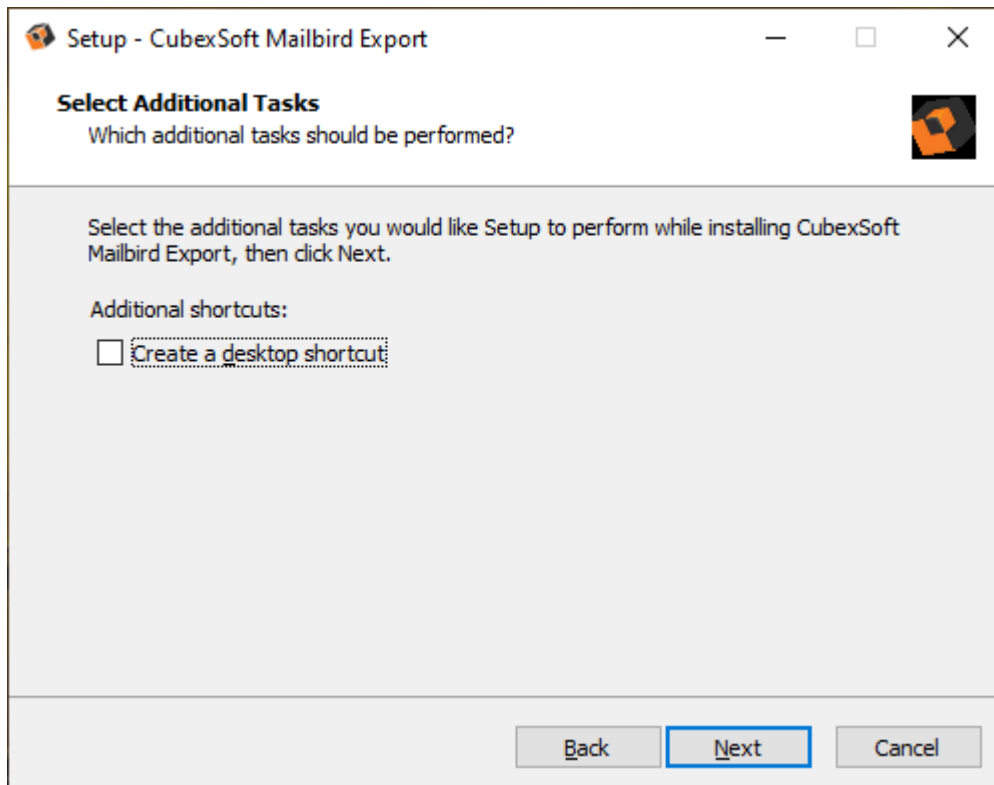 Setup - CubexSoft Mailbird Export
Select Additional Tasks
Which additional tasks should be performed?
Select the additional tasks you would like Setup to perform while installing CubexSoft
Mailbird Export, then click Next.
Additional shortcuts:
Create a desktop shortcut
Back Next Cancel